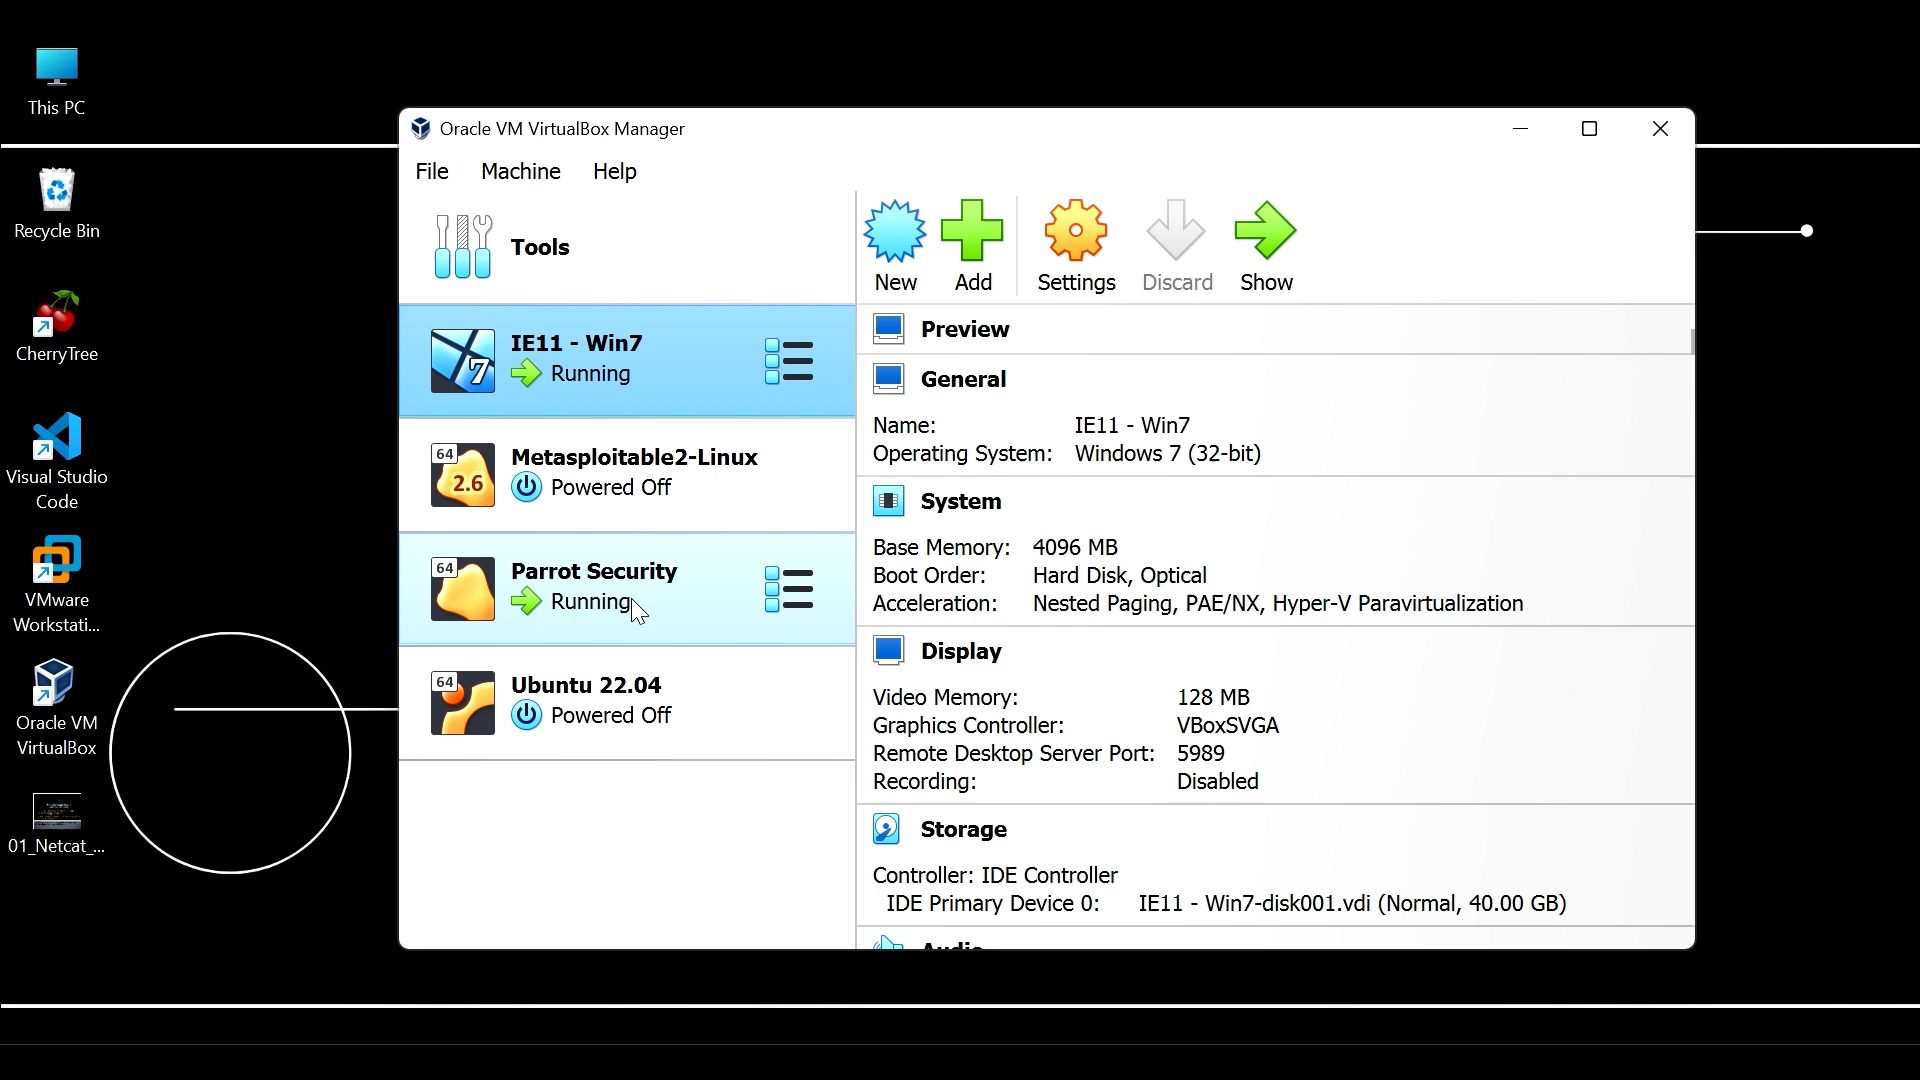 This PC
Recycle Bin
CherryTree
Visual Studio
Code
VMware
Workstati...
Oracle VM
VirtualBox
01_Netcat_...
Oracle VM VirtualBox Manager
File Machine Help
Tools
7
IE11 - Win7
Running
64
2.6
Metasploitable2-Linux
Powered Off
64
Parrot Security
Running
64
Ubuntu 22.04
Powered Off
New Add Settings Discard Show
Preview
General
Name: IE11 - Win7
Operating System: Windows 7 (32-bit)
System
Base Memory: 4096 MB
Boot Order: Hard Disk, Optical
Acceleration: Nested Paging, PAE/NX, Hyper-V Paravirtualization
Display
Video Memory: 128 MB
Graphics Controller: VBoxSVGA
Remote Desktop Server Port: 5989
Recording: Disabled
Storage
Controller: IDE Controller
IDE Primary Device 0: IE11 - Win7-disk001.vdi (Normal, 40.00 GB)
Audio